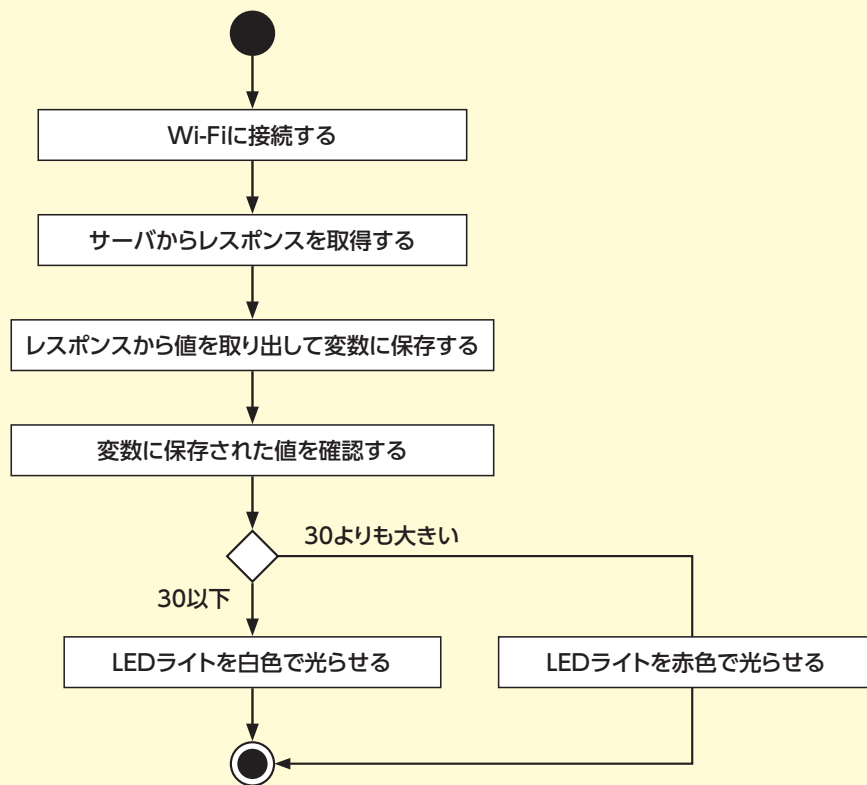 Wi-Fiに接続する
サーバからレスポンスを取得する
レスポンスから値を取り出して変数に保存する
変数に保存された値を確認する
30よりも大きい
30以下
LEDライトを白色で光らせる
LEDライトを赤色で光らせる